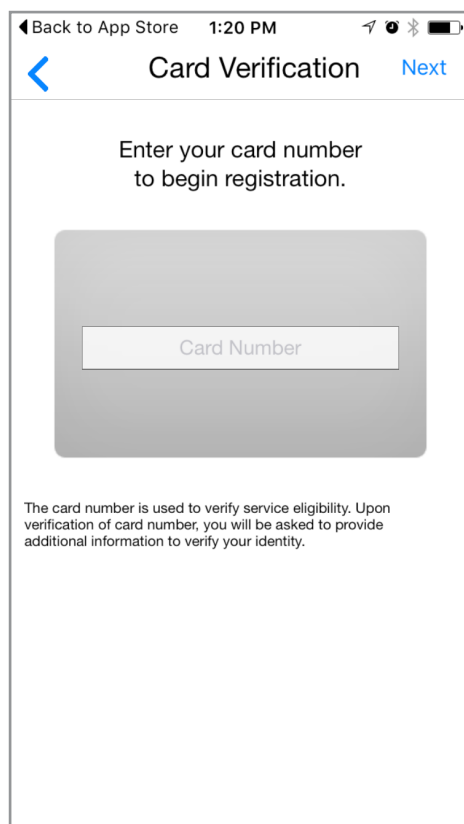 Back to App Store 1:20 PM
Card Verification Next
Enter your card number
to begin registration.
Card Number
The card number is used to verify service eligibility. Upon
verification of card number, you will be asked to provide
additional information to verify your identity.